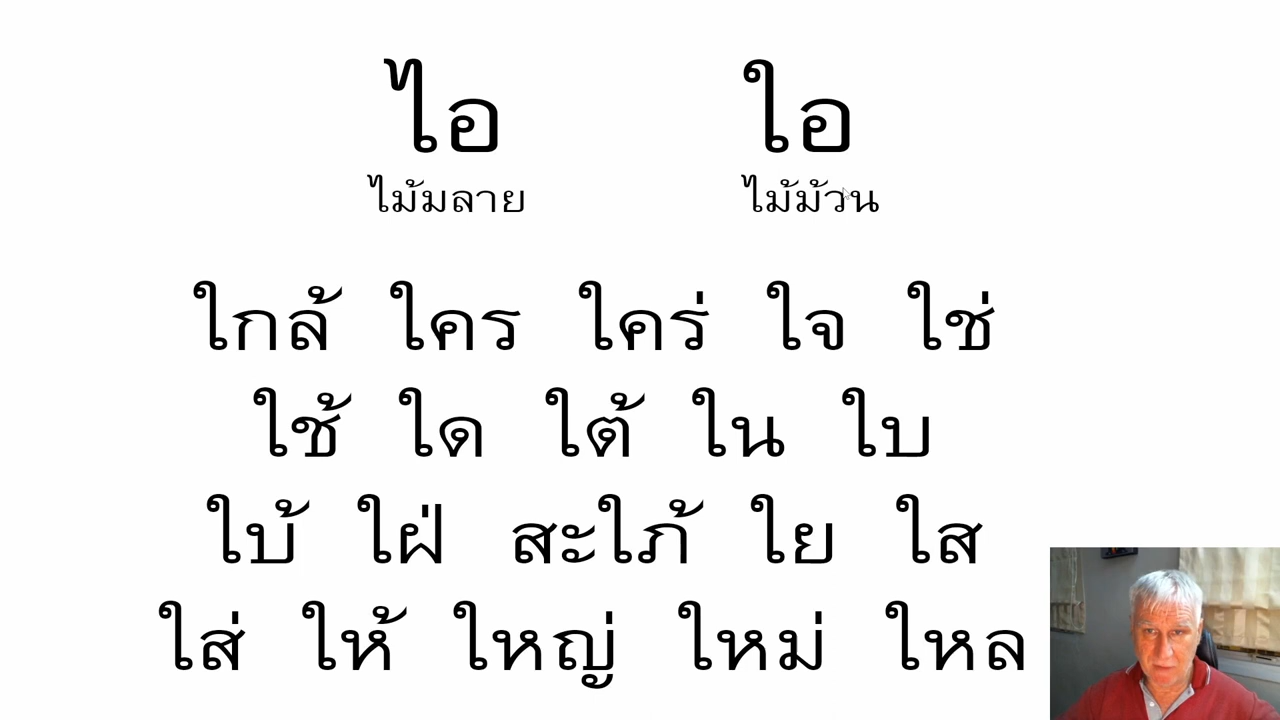 ไอ ใอ
ไม้มลาย ไม้ม้วน
ใกล้ ใคร ใคร่ ใจ ใช่
ใช้ ใด ใต้ ใน ใบ
ใบ้ ใฝ่ สะใภ้ ใย ใส
ใส่ ให้ ใหญ่ ใหม่ ใหล